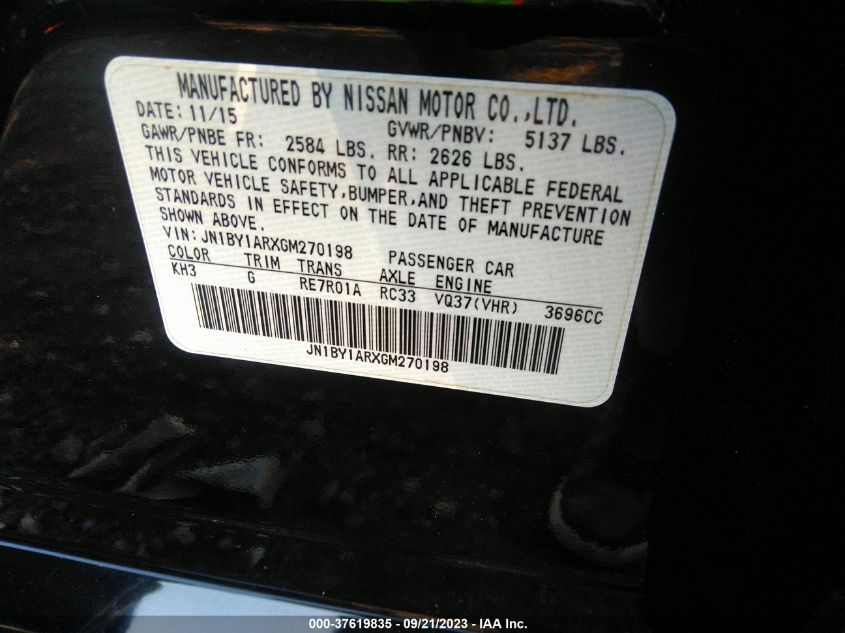 MANUFACTURED BY NISSAN MOTOR CO.,LTD.
DATE: 11/15 GVWR/PNBV: 5137 LBS.
GAWR/PNBE FR: 2584 LBS. RR: 2626 LBS.
THIS VEHICLE CONFORMS TO ALL APPLICABLE FEDERAL
MOTOR VEHICLE SAFETY,BUMPER,AND THEFT PREVENTION
STANDARDS IN EFFECT ON THE DATE OF MANUFACTURE
SHOWN ABOVE.
VIN:JN1BY1ARXGM270198 PASSENGER CAR
COLOR TRIM TRANS AXLE ENGINE
KH3 G RE7R01A RC33 VQ37(VHR) 3696CC
JN1BY1ARXGM270198
000-37619835 - 09/21/2023 - IAA Inc.